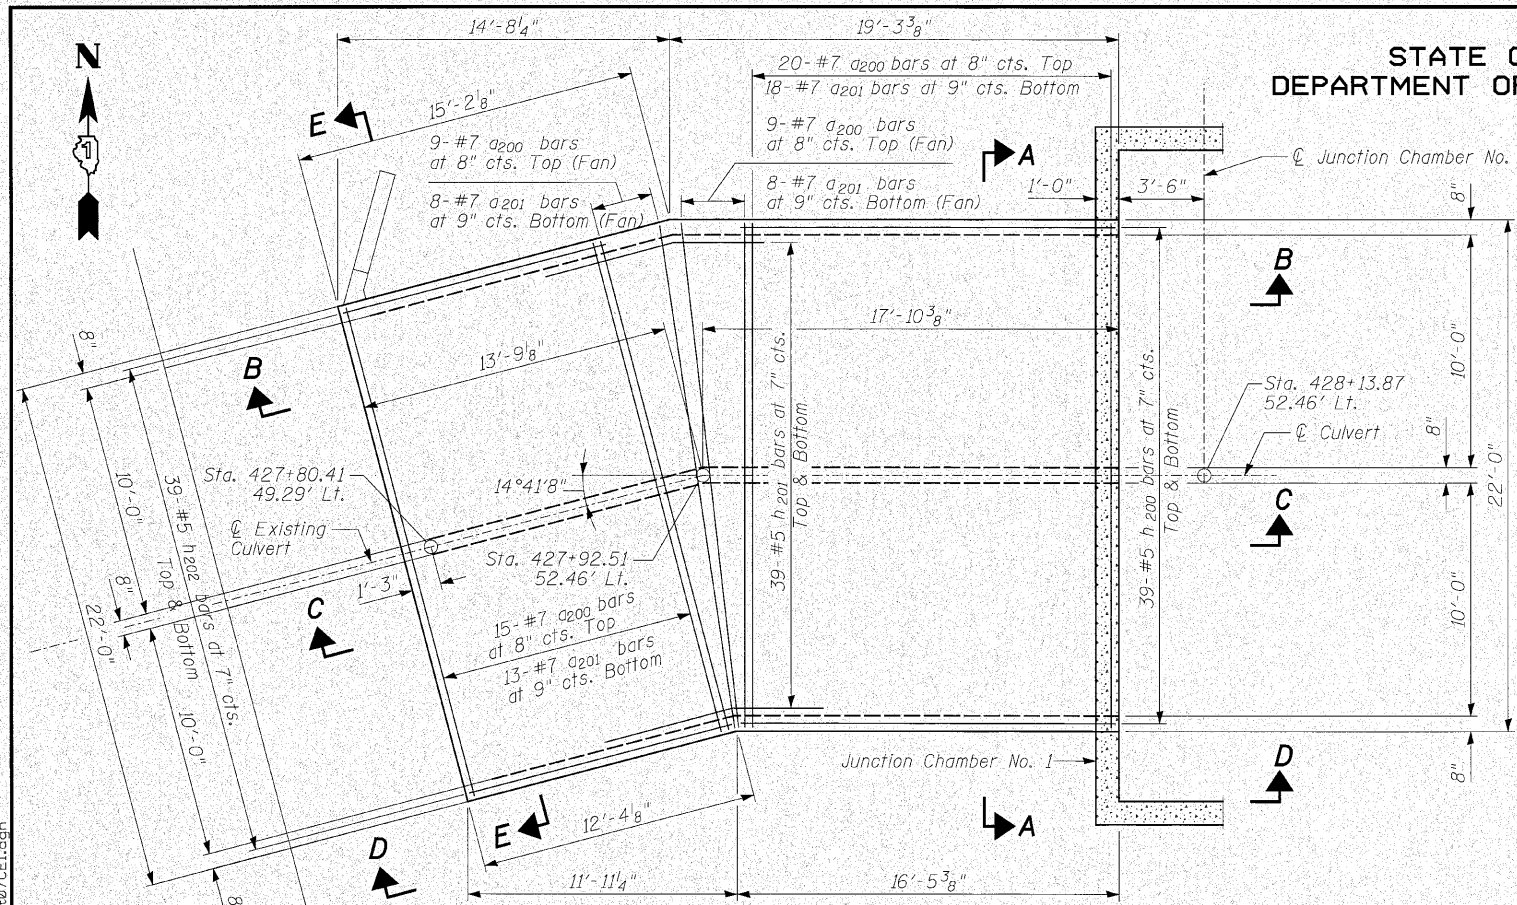 14'-8¼"
19'-3⅜"
STATE O
DEPARTMENT OF
N
1
20-#7 a200 bars at 8" cts. Top
18-#7 a201 bars at 9" cts. Bottom
15'-2⅛"
E
9-#7 a200 bars
at 8" cts. Top (Fan)
8-#7 a201 bars
at 9" cts. Bottom (Fan)
9-#7 a200 bars
at 8" cts. Top (Fan)
8-#7 a201 bars
at 9" cts. Bottom (Fan)
A
1'-0"
3'-6"
℄ Junction Chamber No.
8"
B
17'-10⅜"
13'-9⅛"
8"
B
10'-0"
39-#5 h201 bars at 7" cts.
Top & Bottom
39-#5 h200 bars at 7" cts.
Top & Bottom
Sta. 428+13.87
52.46' Lt.
℄ Culvert
8"
22'-0"
C
Sta. 427+80.41
49.29' Lt.
14°41'8"
℄ Existing
Culvert
10'-0"
39-#5 h202 bars at 7" cts.
Top & Bottom
Sta. 427+92.51
52.46' Lt.
1'-3"
8"
22'-0"
C
15-#7 a200 bars
at 8" cts. Top
13-#7 a201 bars
at 9" cts. Bottom
10'-0"
10'-0"
Junction Chamber No. 1
D
8"
E
12'-4⅛"
A
D
11'-11¼"
16'-5⅜"
8
07CE1.dgn